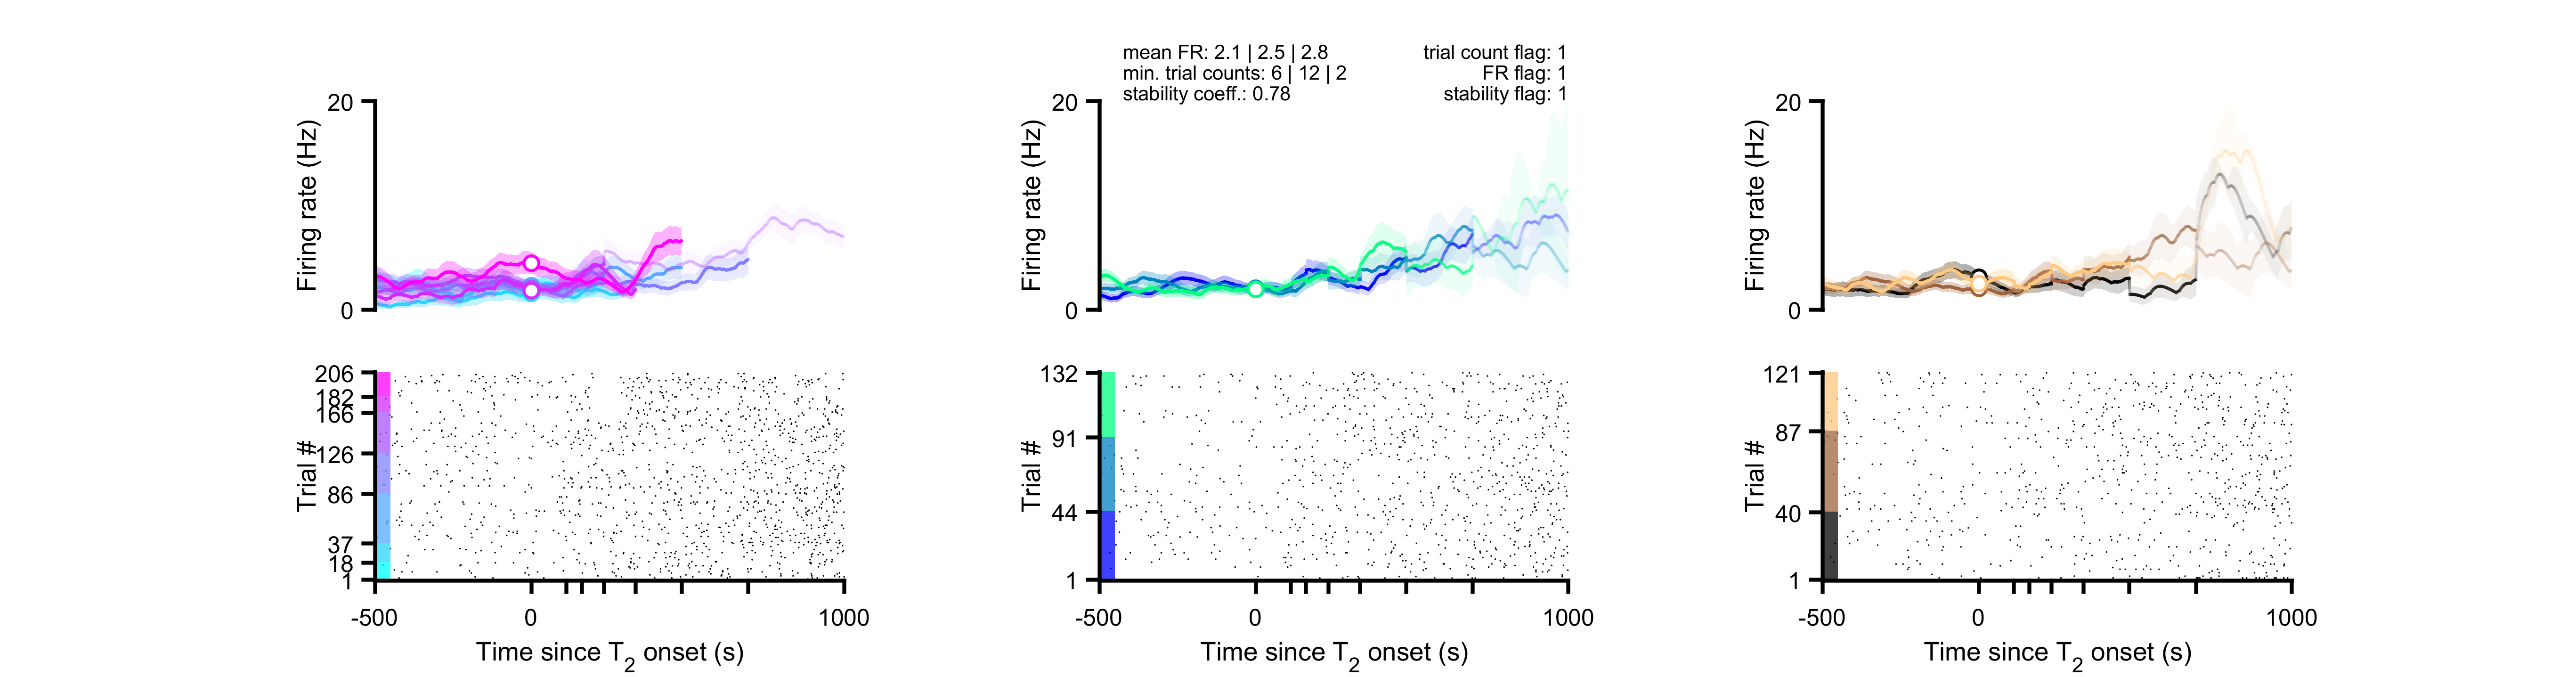 mean FR: 2.1 | 2.5 | 2.8
min. trial counts: 6 | 12 | 2
stability coeff.: 0.78
trial count flag: 1
FR flag: 1
stability flag: 1
20
Firing rate (Hz)
0
20
Firing rate (Hz)
0
20
Firing rate (Hz)
0
206
182
166
126
86
37
18
1
Trial #
-500
0
1000
Time since T2 onset (s)
132
91
44
1
Trial #
-500
0
1000
Time since T2 onset (s)
121
87
40
1
Trial #
-500
0
1000
Time since T2 onset (s)